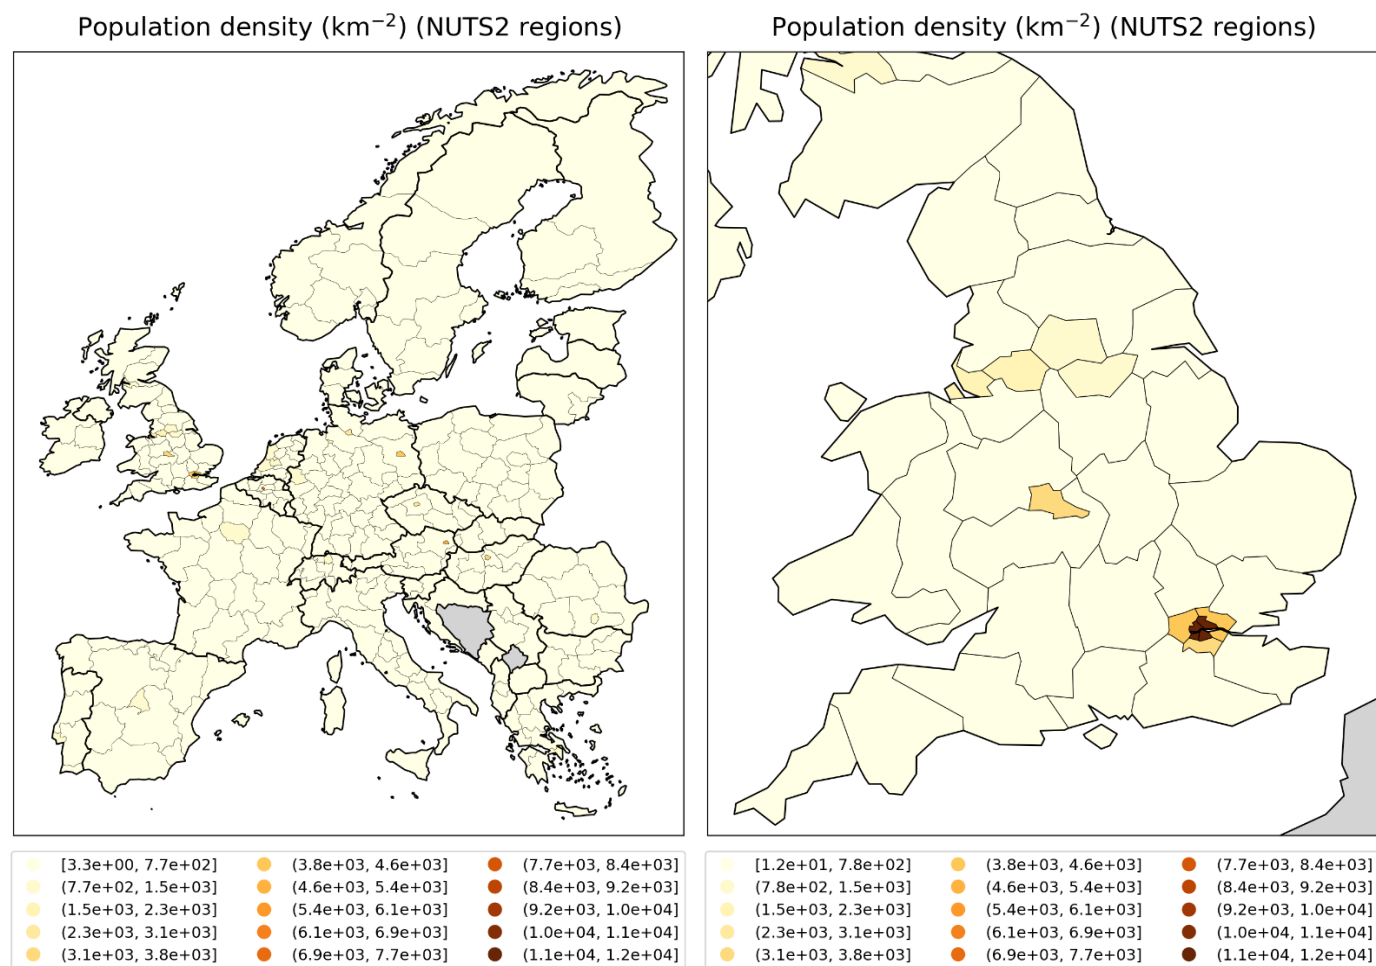 Population density (km⁻²) (NUTS2 regions)
[3.3e+00, 7.7e+02]
(7.7e+02, 1.5e+03]
(1.5e+03, 2.3e+03]
(2.3e+03, 3.1e+03]
(3.1e+03, 3.8e+03]
(3.8e+03, 4.6e+03]
(4.6e+03, 5.4e+03]
(5.4e+03, 6.1e+03]
(6.1e+03, 6.9e+03]
(6.9e+03, 7.7e+03]
(7.7e+03, 8.4e+03]
(8.4e+03, 9.2e+03]
(9.2e+03, 1.0e+04]
(1.0e+04, 1.1e+04]
(1.1e+04, 1.2e+04]
Population density (km⁻²) (NUTS2 regions)
[1.2e+01, 7.8e+02]
(7.8e+02, 1.5e+03]
(1.5e+03, 2.3e+03]
(2.3e+03, 3.1e+03]
(3.1e+03, 3.8e+03]
(3.8e+03, 4.6e+03]
(4.6e+03, 5.4e+03]
(5.4e+03, 6.1e+03]
(6.1e+03, 6.9e+03]
(6.9e+03, 7.7e+03]
(7.7e+03, 8.4e+03]
(8.4e+03, 9.2e+03]
(9.2e+03, 1.0e+04]
(1.0e+04, 1.1e+04]
(1.1e+04, 1.2e+04]